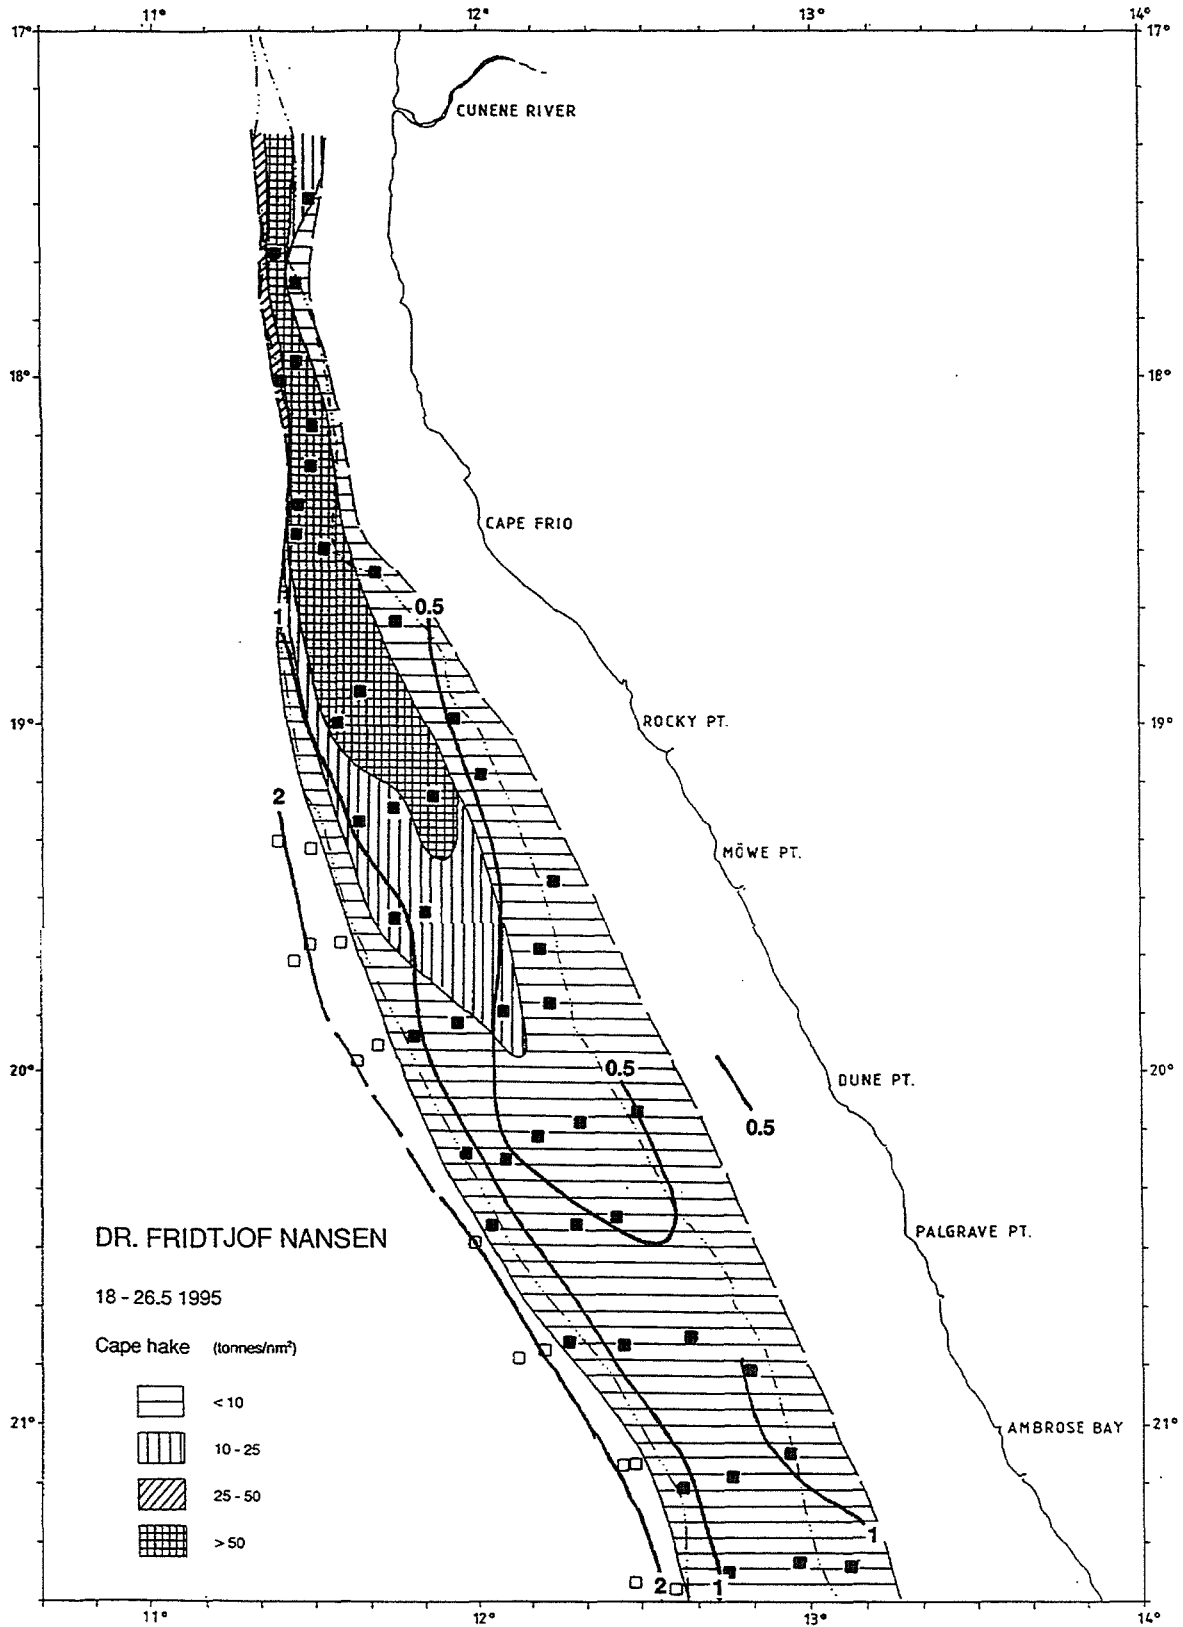 11° 12° 13° 14°
17° 17°
CUNENE RIVER
18° 18°
CAPE FRIO
0.5
1
19° ROCKY PT. 19°
2
MÖWE PT.
20° 0.5 20°
DUNE PT.
0.5
DR. FRIDTJOF NANSEN
PALGRAVE PT.
18 - 26.5 1995
Cape hake (tonnes/nm²)
< 10
21° AMBROSE BAY 21°
10 - 25
25 - 50
1
> 50
2 1
11° 12° 13° 14°